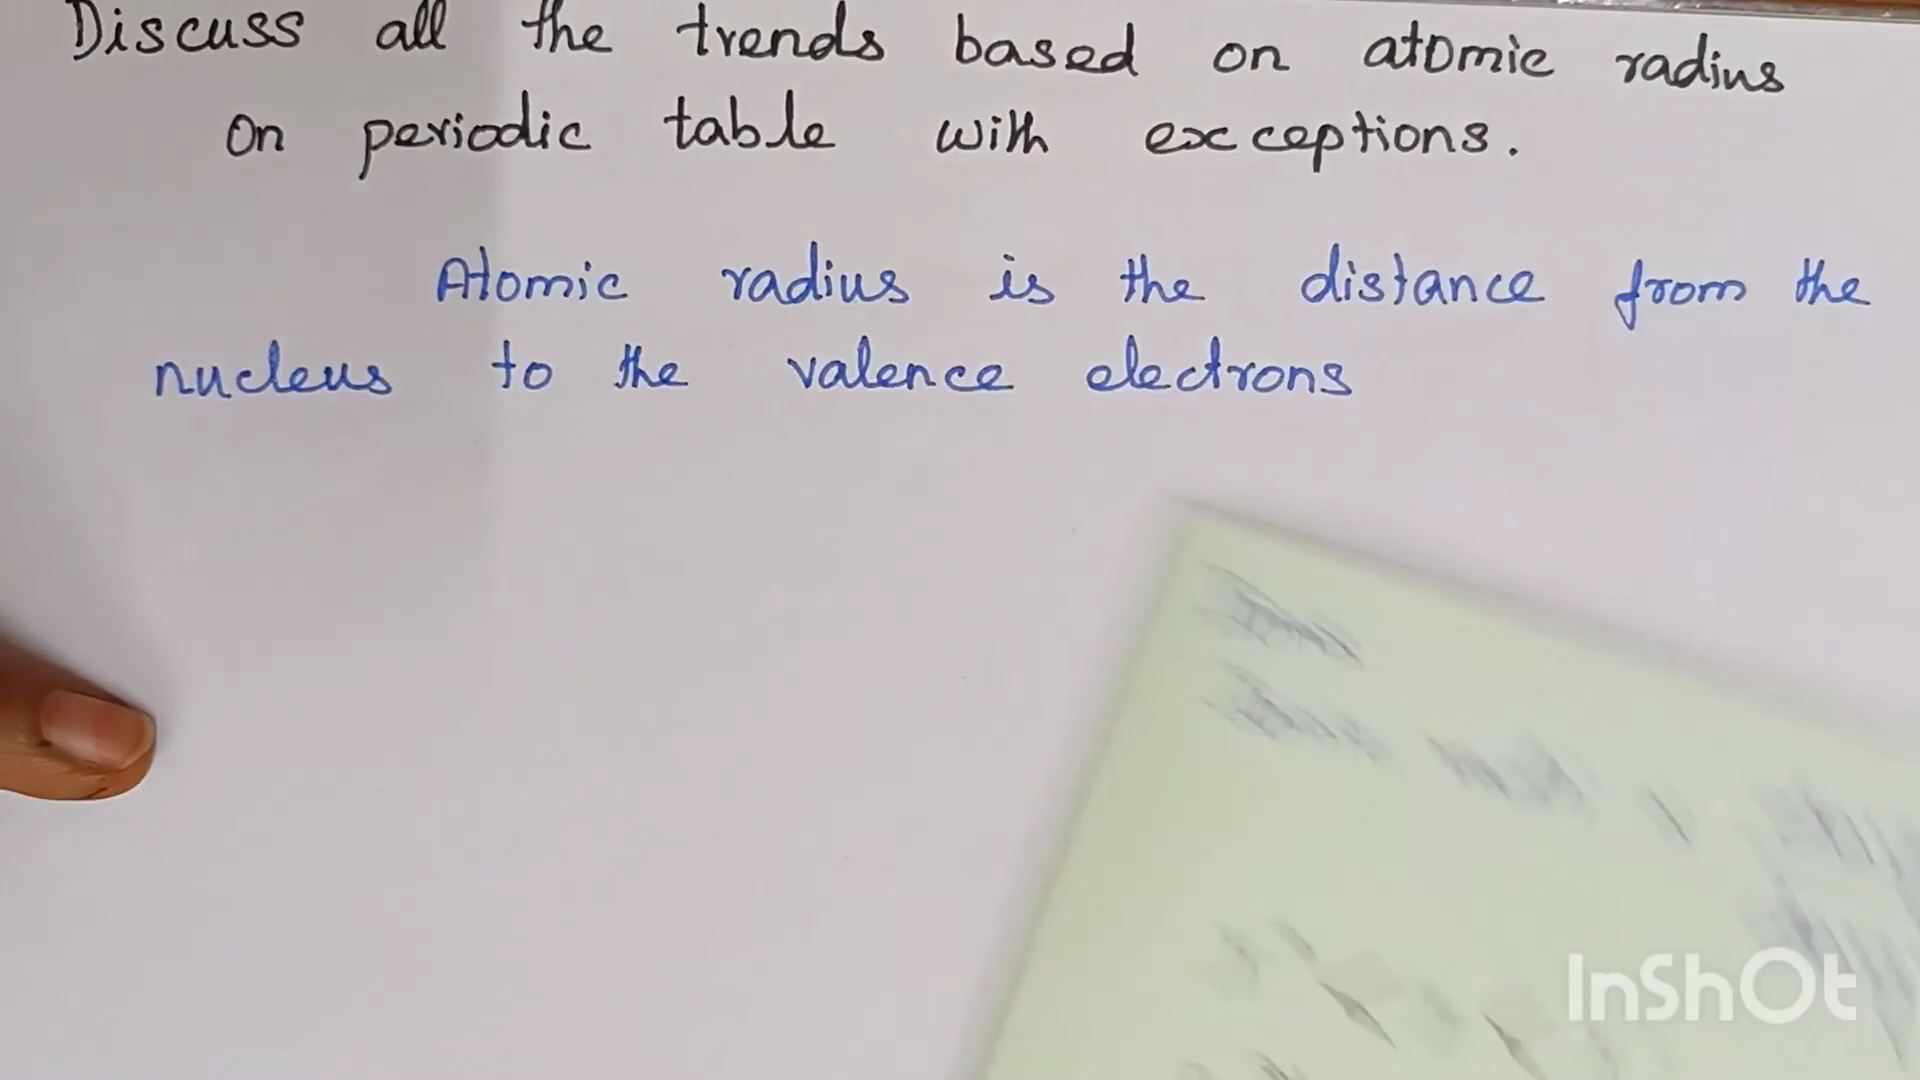 Discuss all the trends based on atomic radius
on periodic table with exceptions.
Atomic radius is the distance from the
nucleus to the valence electrons
InShOt